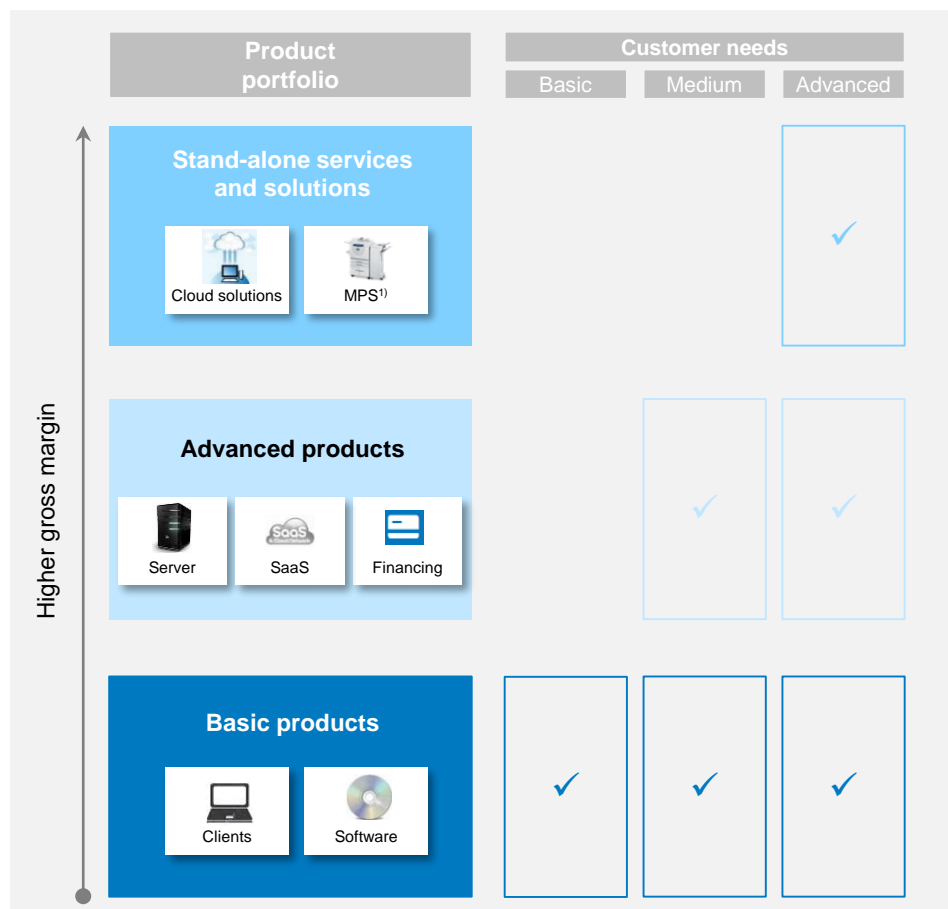 Product
portfolio
Customer needs
Basic
Medium
Advanced
Higher gross margin
Stand-alone services
and solutions
Cloud solutions
MPS1)
Advanced products
SaaS
Server
SaaS
Financing
Basic products
Clients
Software